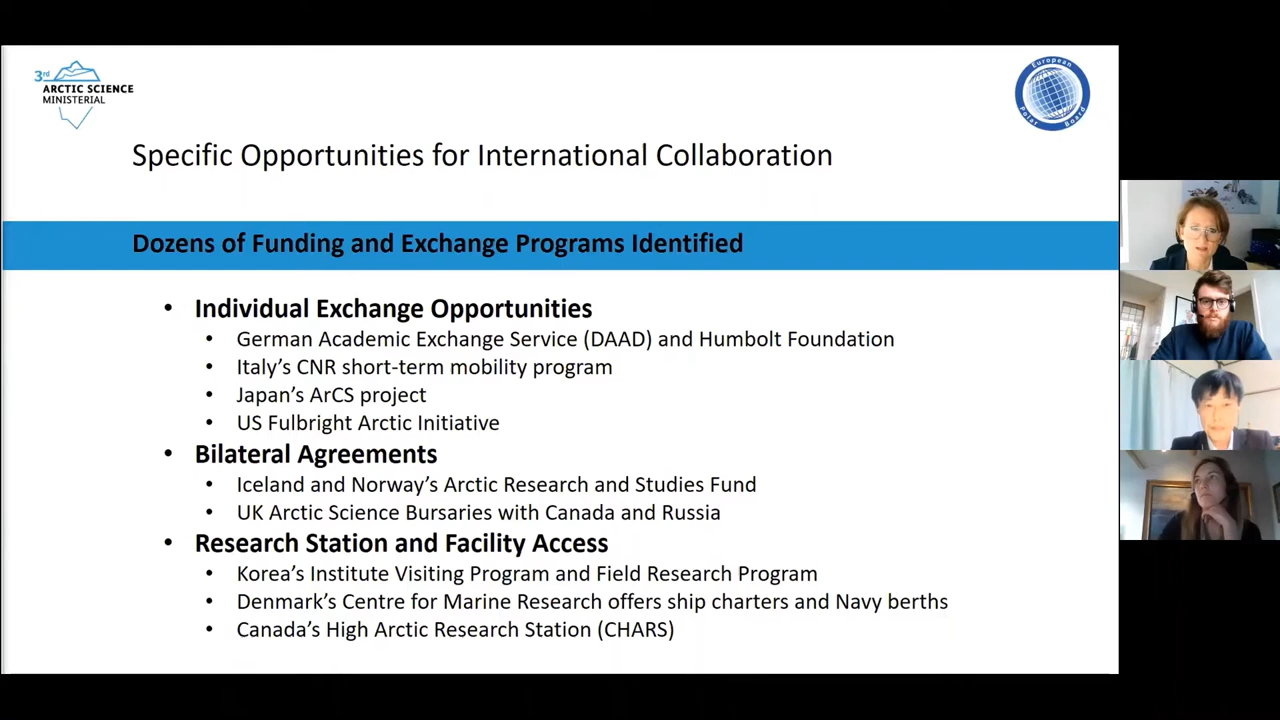 3rd
ARCTIC SCIENCE
MINISTERIAL
European
Polar Board
Specific Opportunities for International Collaboration
Dozens of Funding and Exchange Programs Identified
• Individual Exchange Opportunities
• German Academic Exchange Service (DAAD) and Humbolt Foundation
• Italy's CNR short-term mobility program
• Japan's ArCS project
• US Fulbright Arctic Initiative
• Bilateral Agreements
• Iceland and Norway's Arctic Research and Studies Fund
• UK Arctic Science Bursaries with Canada and Russia
• Research Station and Facility Access
• Korea's Institute Visiting Program and Field Research Program
• Denmark's Centre for Marine Research offers ship charters and Navy berths
• Canada's High Arctic Research Station (CHARS)